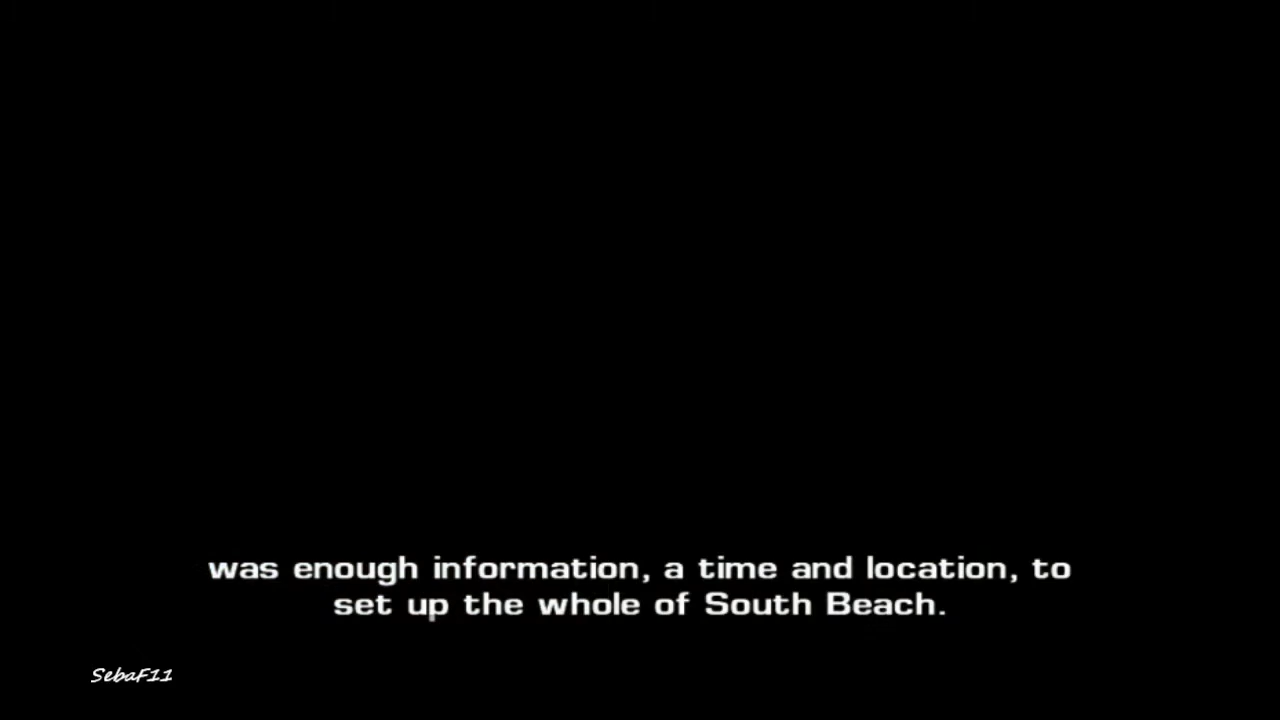 was enough information, a time and location, to
set up the whole of South Beach.
SebaF11